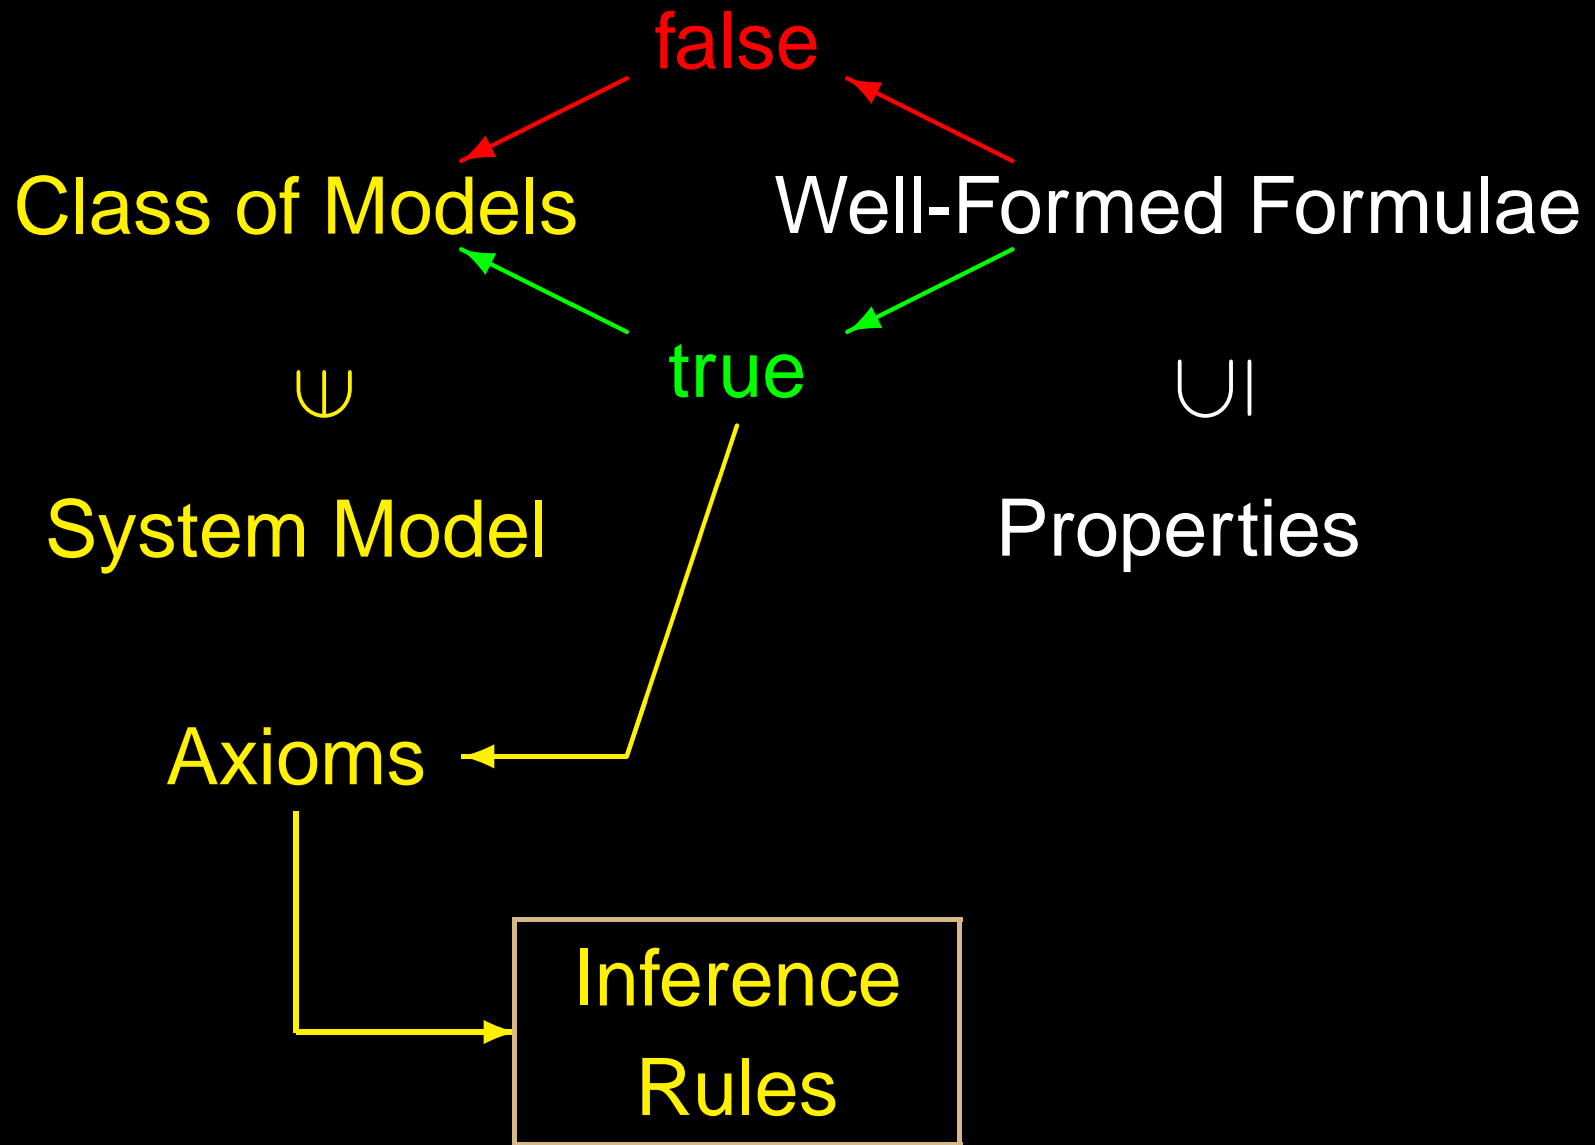 false
Class of Models Well-Formed Formulae
true
⋓ ∪|
System Model Properties
Axioms
Inference
Rules